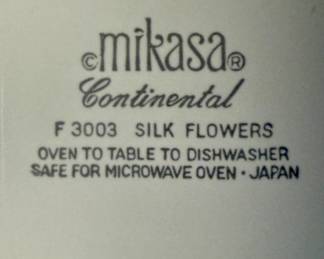 ©mikasa®
Continental
F 3003 SILK FLOWERS
OVEN TO TABLE TO DISHWASHER
SAFE FOR MICROWAVE OVEN · JAPAN